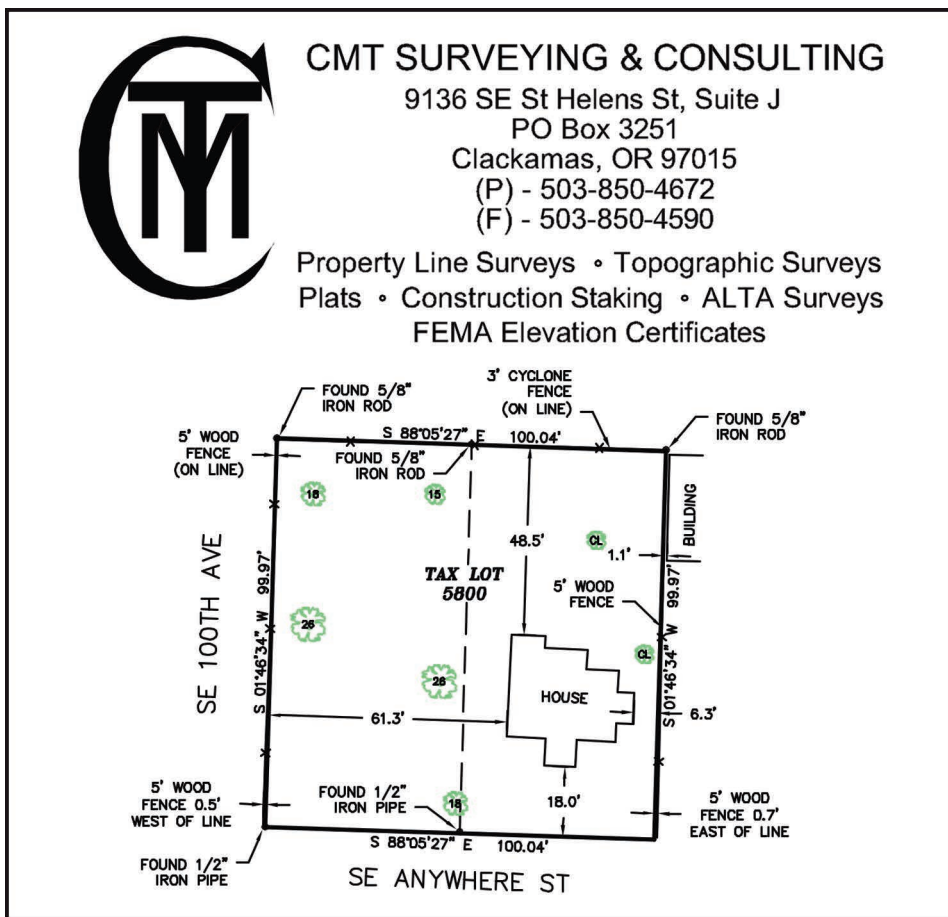 CMT
CMT SURVEYING & CONSULTING
9136 SE St Helens St, Suite J
PO Box 3251
Clackamas, OR 97015
(P) - 503-850-4672
(F) - 503-850-4590
Property Line Surveys • Topographic Surveys
Plats • Construction Staking • ALTA Surveys
FEMA Elevation Certificates
FOUND 5/8"
IRON ROD
3' CYCLONE
FENCE
(ON LINE)
FOUND 5/8"
IRON ROD
5' WOOD
FENCE
(ON LINE)
S 88°05'27" E 100.04'
FOUND 5/8"
IRON ROD
18
15
48.5'
CL
1.1'
BUILDING
SE 100TH AVE
S 01°46'34" W 99.97'
TAX LOT
5800
5' WOOD
FENCE
S 01°46'34" W 99.97'
26
26
CL
HOUSE
61.3'
6.3'
5' WOOD
FENCE 0.5'
WEST OF LINE
FOUND 1/2"
IRON PIPE
18
18.0'
5' WOOD
FENCE 0.7'
EAST OF LINE
S 88°05'27" E 100.04'
FOUND 1/2"
IRON PIPE
SE ANYWHERE ST